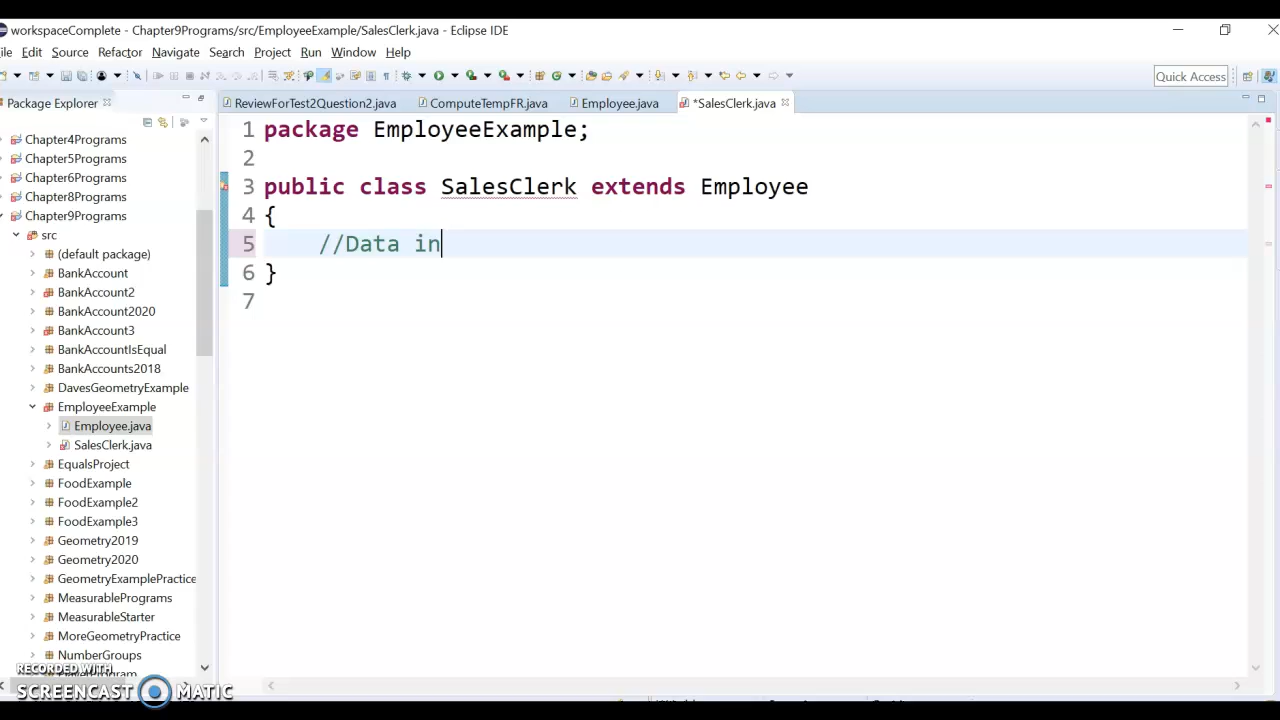 workspaceComplete - Chapter9Programs/src/EmployeeExample/SalesClerk.java - Eclipse IDE
ile Edit Source Refactor Navigate Search Project Run Window Help
Quick Access
Package Explorer
ReviewForTest2Question2.java ComputeTempFR.java Employee.java *SalesClerk.java
Chapter4Programs
Chapter5Programs
Chapter6Programs
Chapter8Programs
Chapter9Programs
src
(default package)
BankAccount
BankAccount2
BankAccount2020
BankAccount3
BankAccountIsEqual
BankAccounts2018
DavesGeometryExample
EmployeeExample
Employee.java
SalesClerk.java
EqualsProject
FoodExample
FoodExample2
FoodExample3
Geometry2019
Geometry2020
GeometryExamplePractice
MeasurablePrograms
MeasurableStarter
MoreGeometryPractice
NumberGroups
1 package EmployeeExample;
2
3 public class SalesClerk extends Employee
4 {
5 //Data in
6 }
7
RECORDED WITH
SCREENCAST MATIC